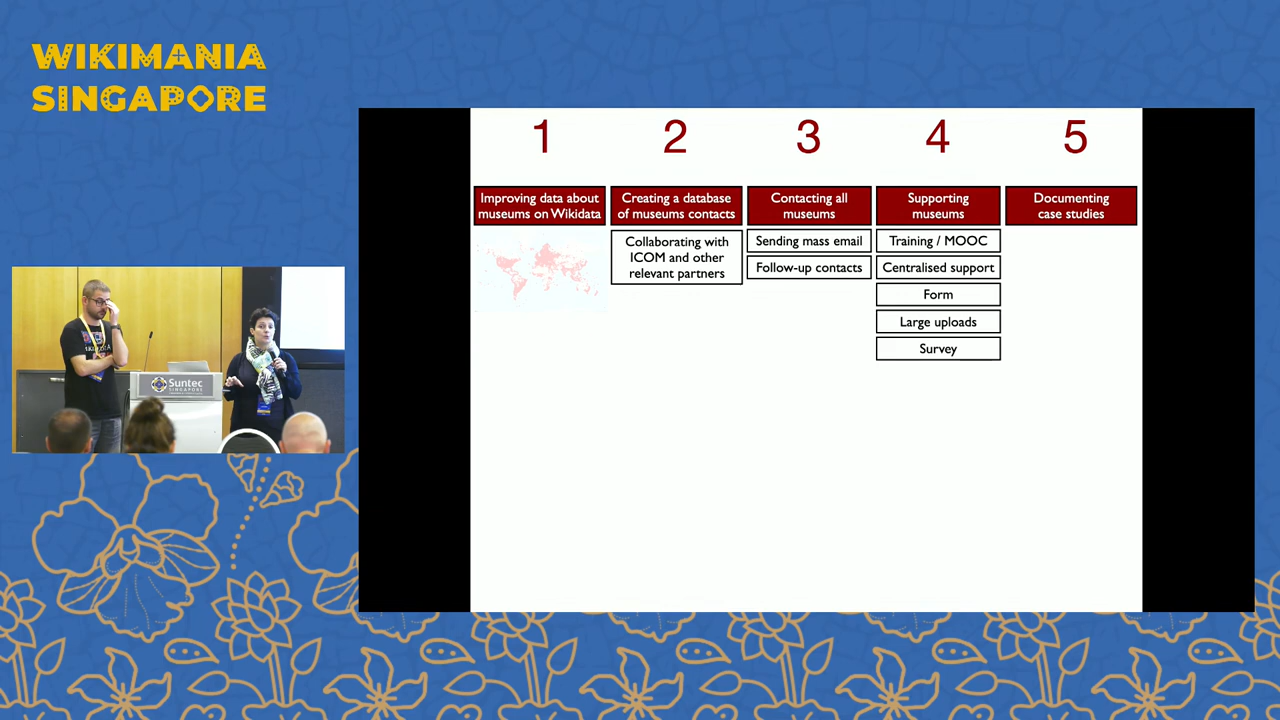 WIKIMANIA
SINGAPORE
1
2
3
4
5
Improving data about
museums on Wikidata
Creating a database
of museums contacts
Contacting all
museums
Supporting
museums
Documenting
case studies
Collaborating with
ICOM and other
relevant partners
Sending mass email
Follow-up contacts
Training / MOOC
Centralised support
Form
Large uploads
Survey
Suntec
SINGAPORE